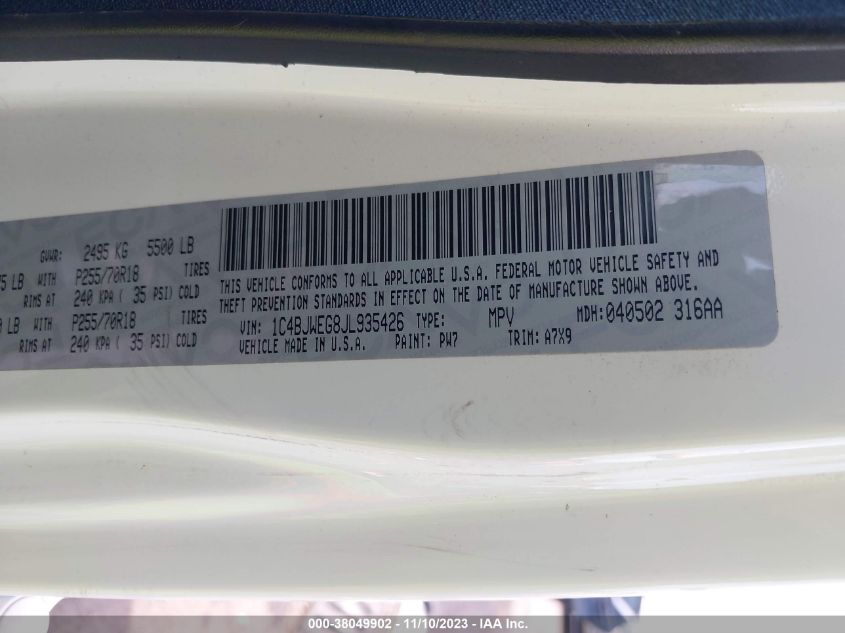 GVWR: 2495 KG 5500 LB
LB WITH P255/70R18 TIRES
RIMS AT 240 KPA ( 35 PSI) COLD
LB WITH P255/70R18 TIRES
RIMS AT 240 KPA ( 35 PSI) COLD
THIS VEHICLE CONFORMS TO ALL APPLICABLE U.S.A. FEDERAL MOTOR VEHICLE SAFETY AND
THEFT PREVENTION STANDARDS IN EFFECT ON THE DATE OF MANUFACTURE SHOWN ABOVE.
VIN: 1C4BJWEG8JL935426 TYPE: MPV MDH: 040502 316AA
VEHICLE MADE IN U.S.A. PAINT: PW7 TRIM: A7X9
000-38049902 - 11/10/2023 - IAA Inc.